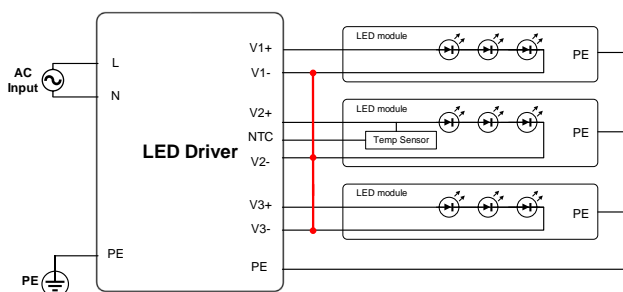 LED module
V1+
PE
L
AC
Input
V1-
N
LED module
V2+
NTC
Temp Sensor
PE
LED Driver
V2-
LED module
V3+
PE
V3-
PE
PE
PE